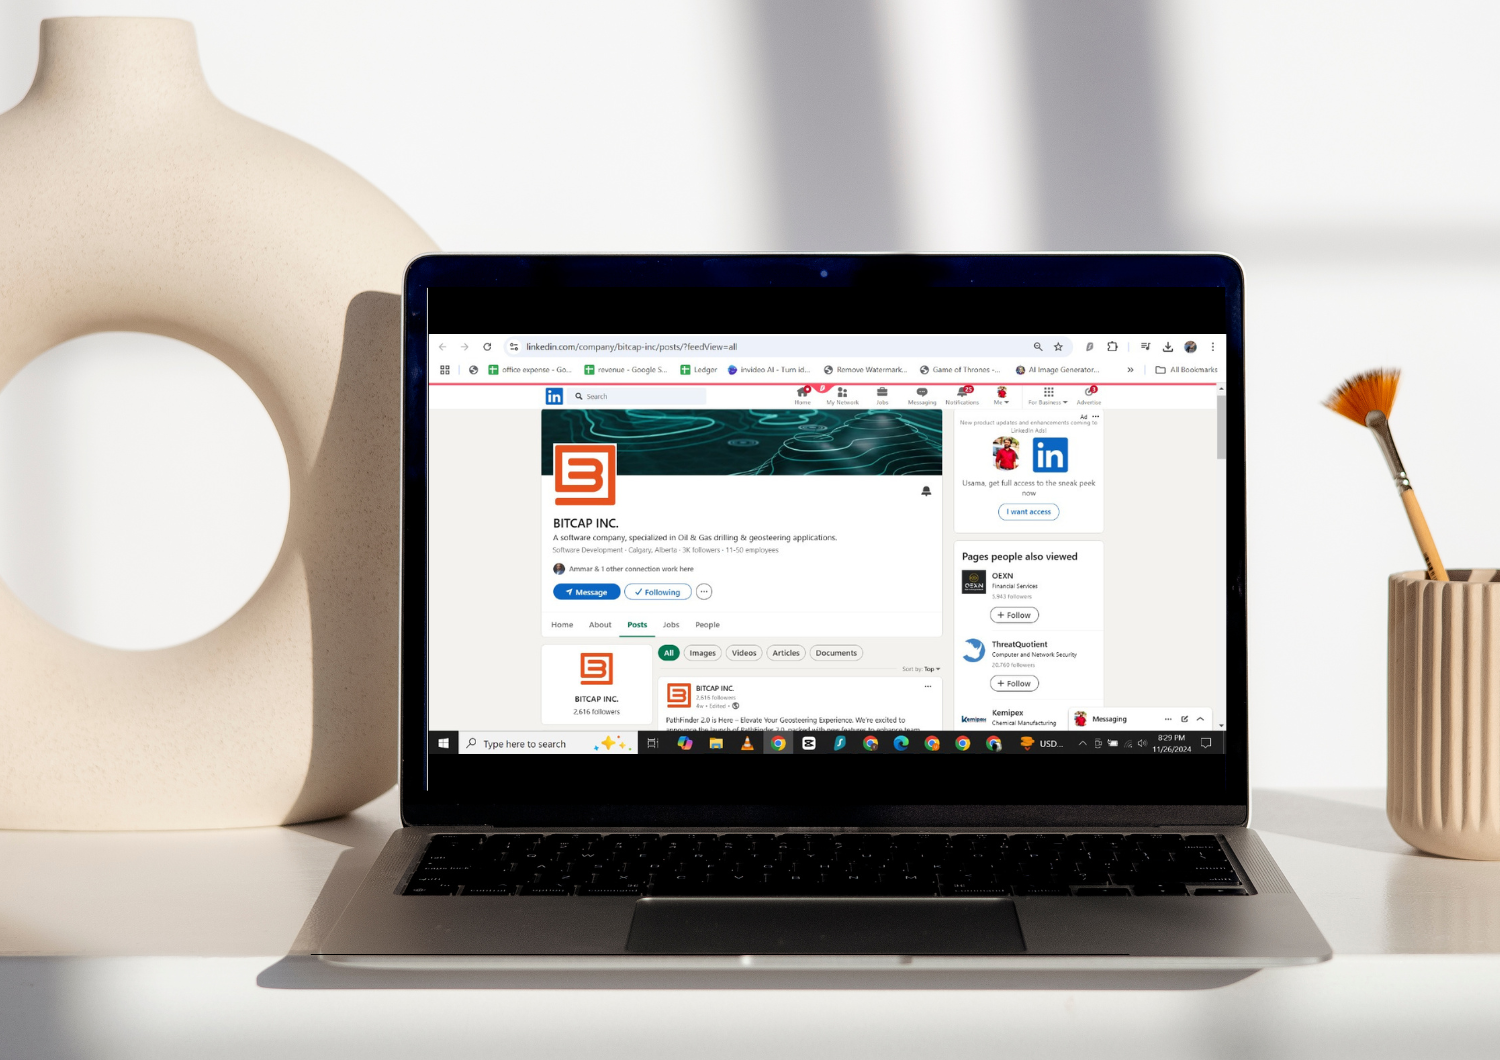 linkedin.com/company/bitcap-inc/posts/?feedView=all
office expense - Go...
revenue - Google S...
Ledger
invideo AI - Turn id...
Remove Watermark...
Game of Thrones -...
AI Image Generator...
All Bookmarks
in
Search
Home
My Network
Jobs
Messaging
25
Notifications
Me
For Business
Advertise
Ad
New product updates and enhancements coming to
LinkedIn Ads!
in
Usama, get full access to the sneak peek
now
I want access
BITCAP INC.
A software company, specialized in Oil & Gas drilling & geosteering applications.
Software Development · Calgary, Alberta · 3K followers · 11-50 employees
Ammar & 1 other connection work here
Message
Following
Home
About
Posts
Jobs
People
BITCAP INC.
2,616 followers
All
Images
Videos
Articles
Documents
Sort by: Top
BITCAP INC.
2,616 followers
4w • Edited •
PathFinder 2.0 is Here – Elevate Your Geosteering Experience. We're excited to
announce the launch of PathFinder 2.0, packed with new features to enhance team
Pages people also viewed
OEXN
OEXN
Financial Services
5,943 followers
+ Follow
ThreatQuotient
Computer and Network Security
20,760 followers
+ Follow
Kemipex
Kemipex
Chemical Manufacturing
Messaging
Type here to search
USD...
8:29 PM
11/26/2024